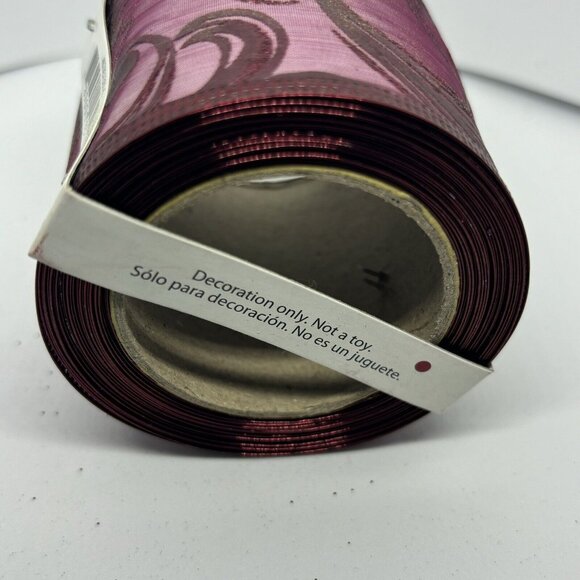 Decoration only. Not a toy.
Sólo para decoración. No es un juguete.